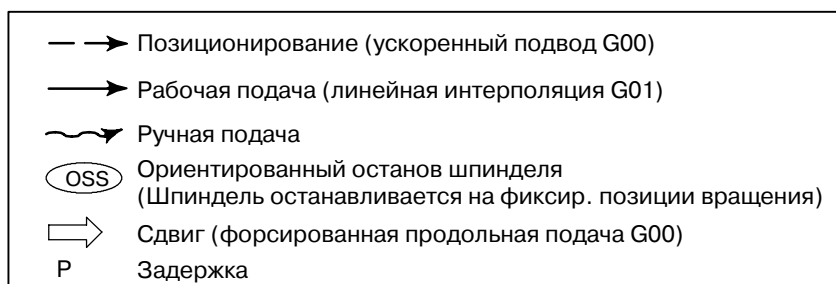 Позиционирование (ускоренный подвод G00)
Рабочая подача (линейная интерполяция G01)
Ручная подача
OSS Ориентированный останов шпинделя
(Шпиндель останавливается на фиксир. позиции вращения)
Сдвиг (форсированная продольная подача G00)
P Задержка